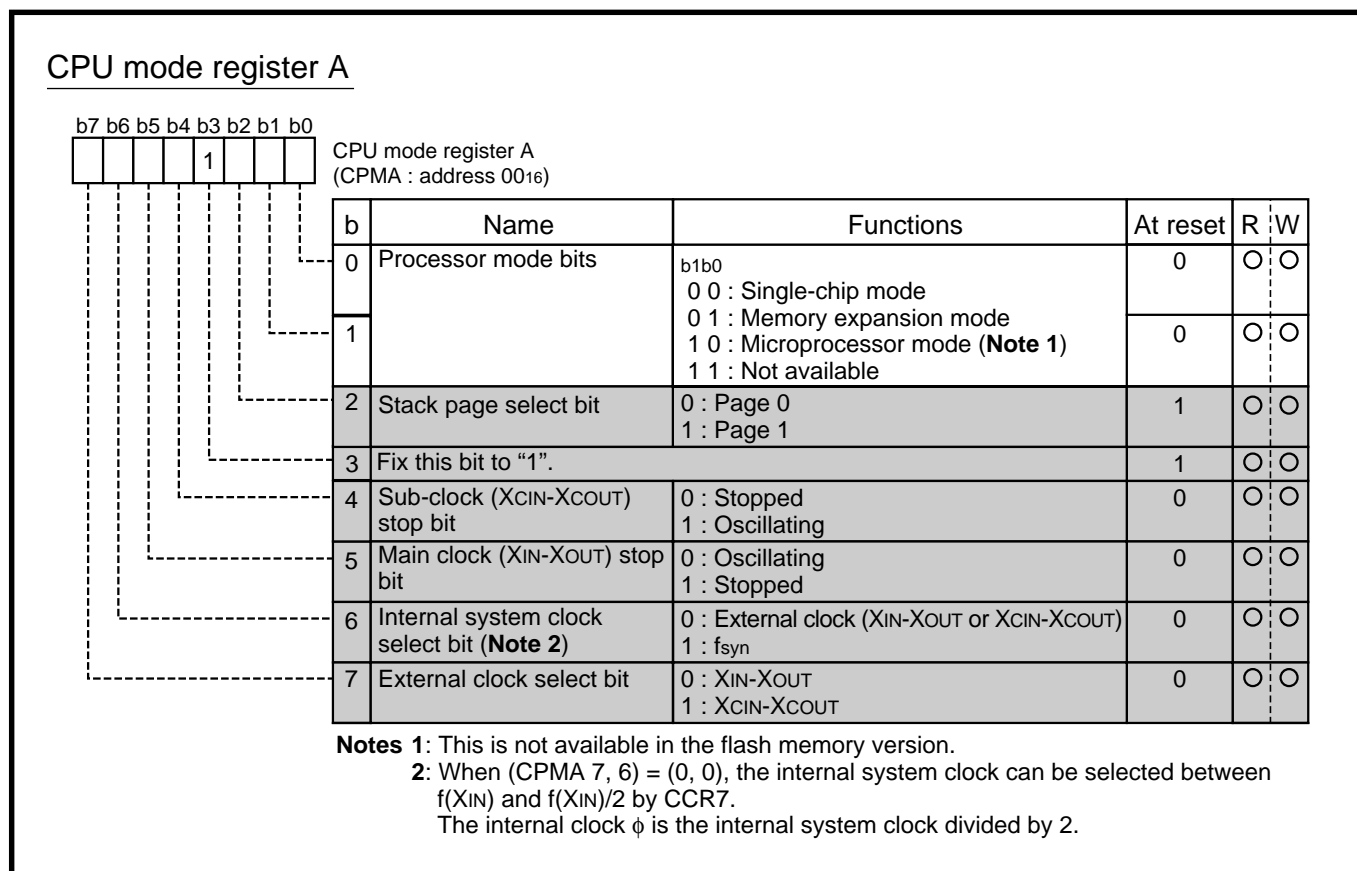 CPU mode register A
b7 b6 b5 b4 b3 b2 b1 b0
1
CPU mode register A
(CPMA : address 0016)
b Name Functions At reset R W
0 Processor mode bits b1b0 0 O O
0 0 : Single-chip mode
0 1 : Memory expansion mode
1 1 0 : Microprocessor mode (Note 1) 0 O O
1 1 : Not available
2 Stack page select bit 0 : Page 0 1 O O
1 : Page 1
3 Fix this bit to “1”. 1 O O
4 Sub-clock (XCIN-XCOUT) 0 : Stopped 0 O O
stop bit 1 : Oscillating
5 Main clock (XIN-XOUT) stop 0 : Oscillating 0 O O
bit 1 : Stopped
6 Internal system clock 0 : External clock (XIN-XOUT or XCIN-XCOUT) 0 O O
select bit (Note 2) 1 : fsyn
7 External clock select bit 0 : XIN-XOUT 0 O O
1 : XCIN-XCOUT
Notes 1: This is not available in the flash memory version.
2: When (CPMA 7, 6) = (0, 0), the internal system clock can be selected between
f(XIN) and f(XIN)/2 by CCR7.
The internal clock ϕ is the internal system clock divided by 2.